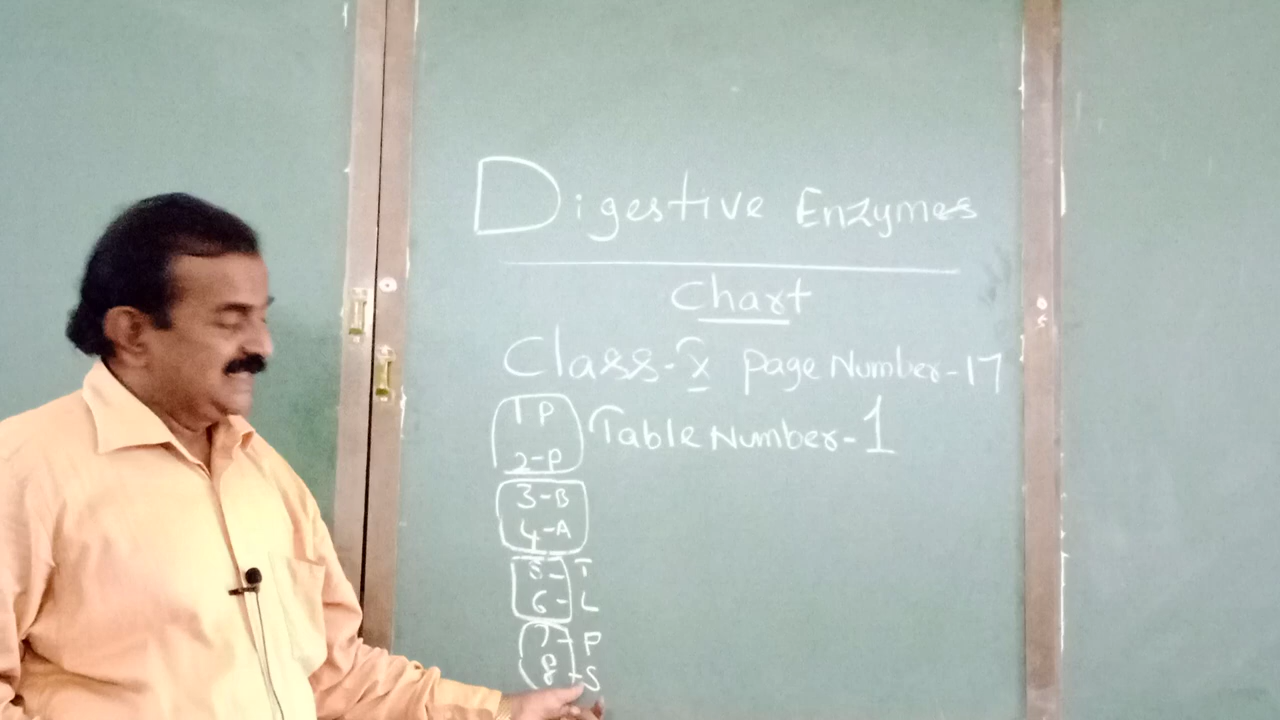 Digestive Enzymes
Chart
Class-X page Number-17
Table Number-1
1 P
2-P
3-B
4-A
5-T
6-L
7-P
8-S